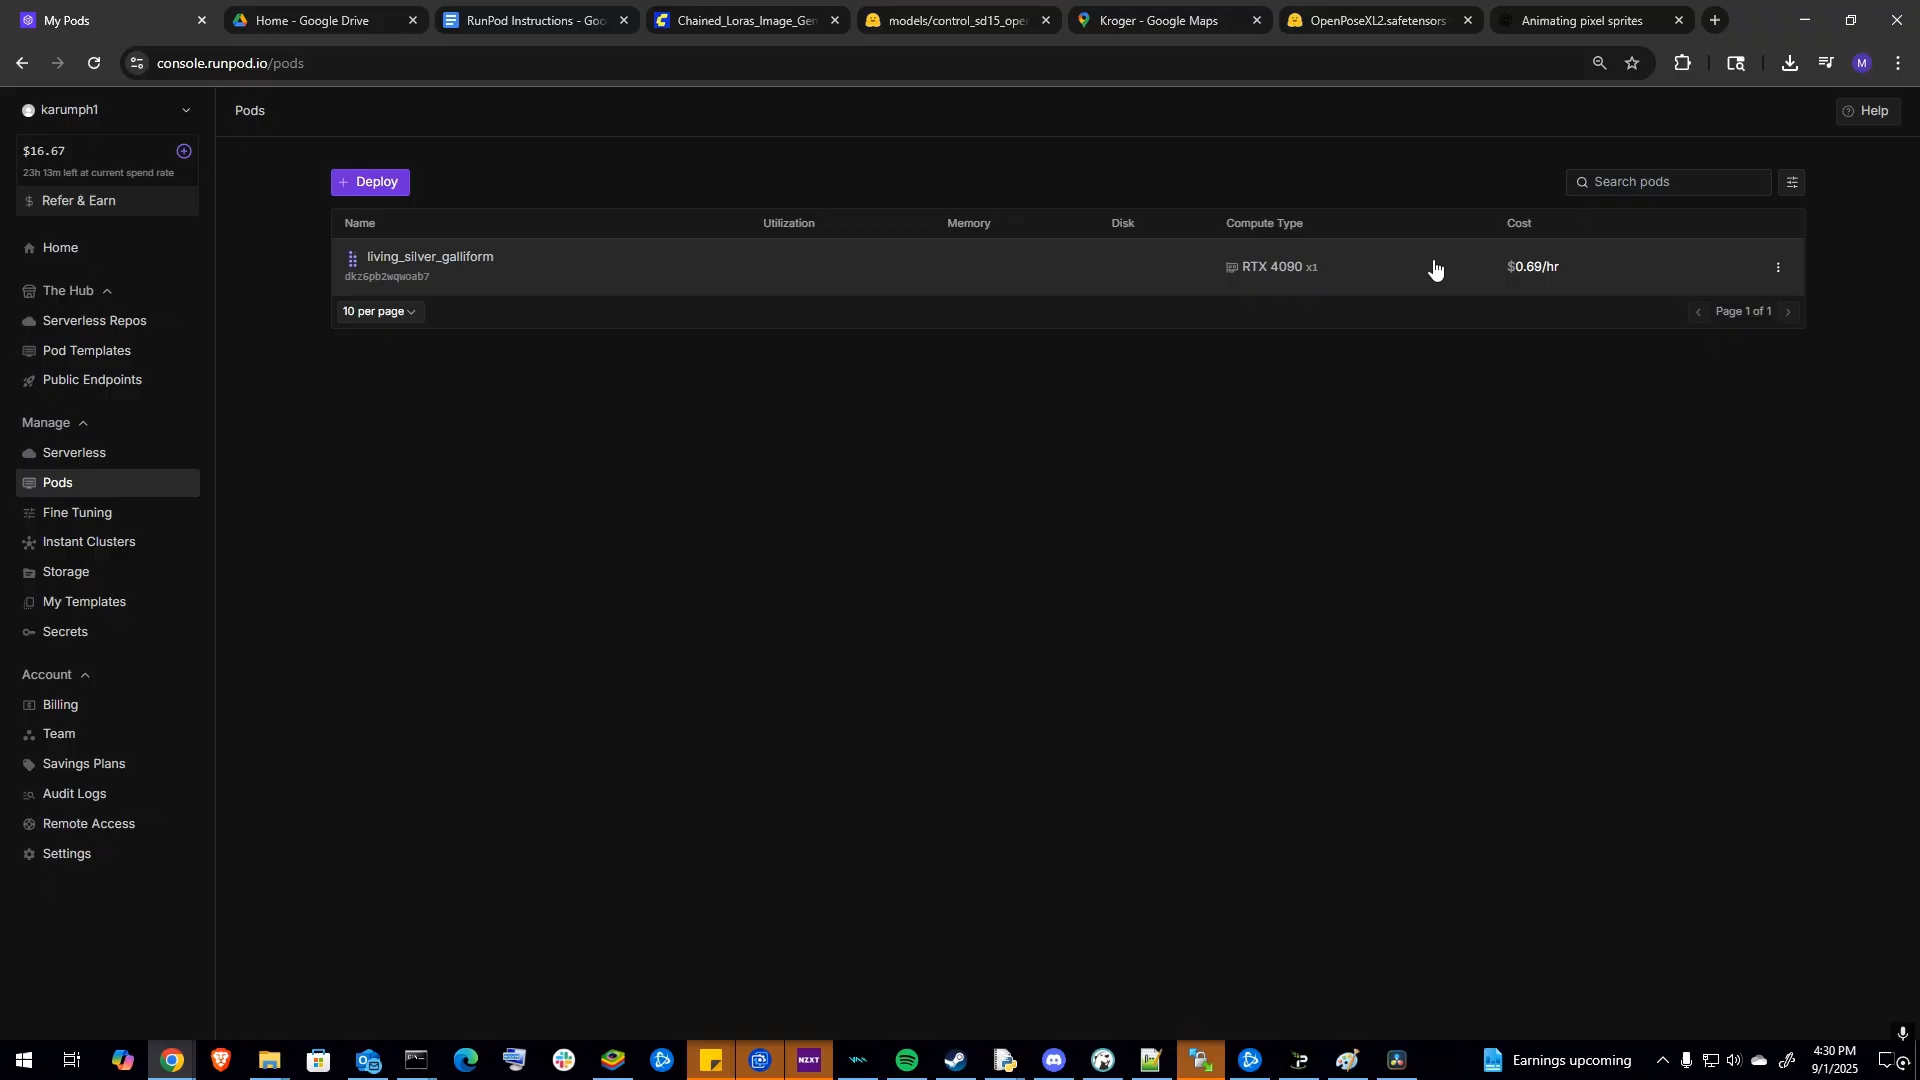 My Pods
Home - Google Drive
RunPod Instructions - Goo
Chained_Loras_Image_Gen
models/control_sd15_ope
Kroger - Google Maps
OpenPoseXL2.safetensors
Animating pixel sprites
console.runpod.io/pods
M
karumph1
Pods
Help
$16.67
23h 13m left at current spend rate
Refer & Earn
Deploy
Search pods
Name
Utilization
Memory
Disk
Compute Type
Cost
living_silver_galliform
dkz6pb2wqwoab7
RTX 4090 x1
$0.69/hr
10 per page
Page 1 of 1
Home
The Hub
Serverless Repos
Pod Templates
Public Endpoints
Manage
Serverless
Pods
Fine Tuning
Instant Clusters
Storage
My Templates
Secrets
Account
Billing
Team
Savings Plans
Audit Logs
Remote Access
Settings
NZXT
Earnings upcoming
4:30 PM
9/1/2025